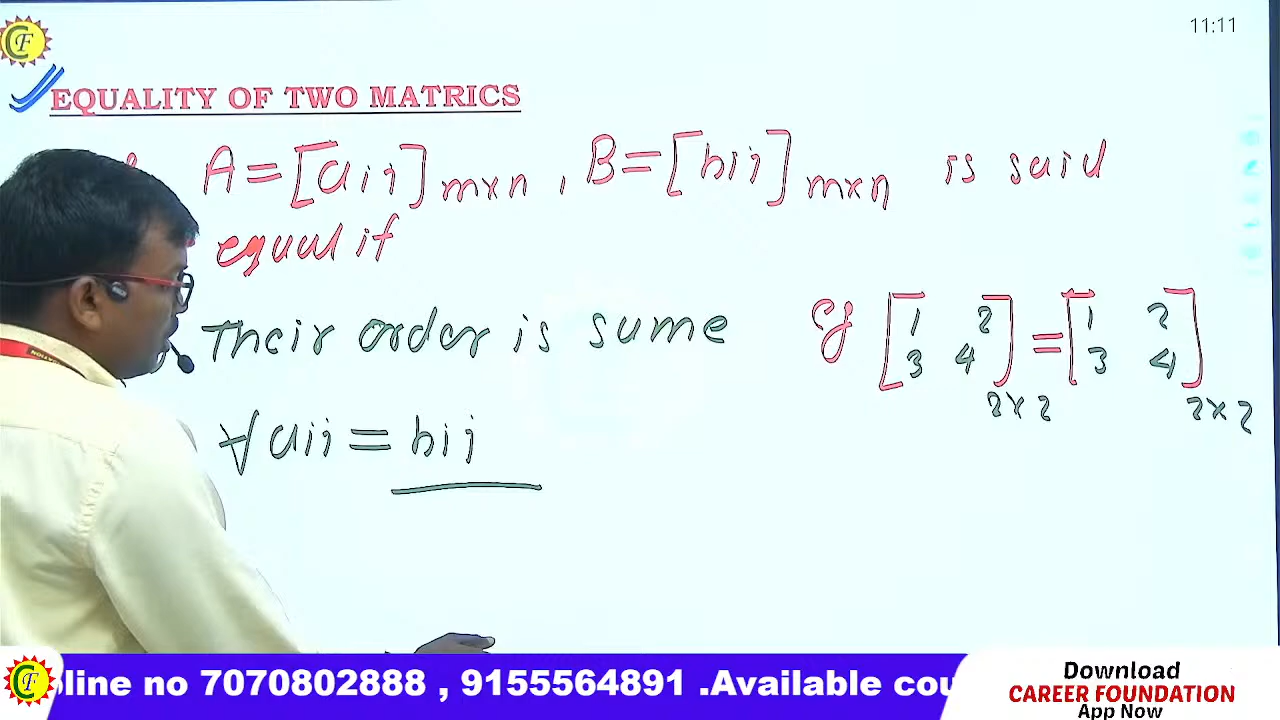 11:11
EQUALITY OF TWO MATRICS
A = [aij] m×n , B = [bij] m×n is said
equal if
Their order is same
eg [1 2 = [1 2
3 4] 2×2 3 4] 2×2
∀ aij = bij
line no 7070802888 , 9155564891 .Available cou
Download
CAREER FOUNDATION
App Now